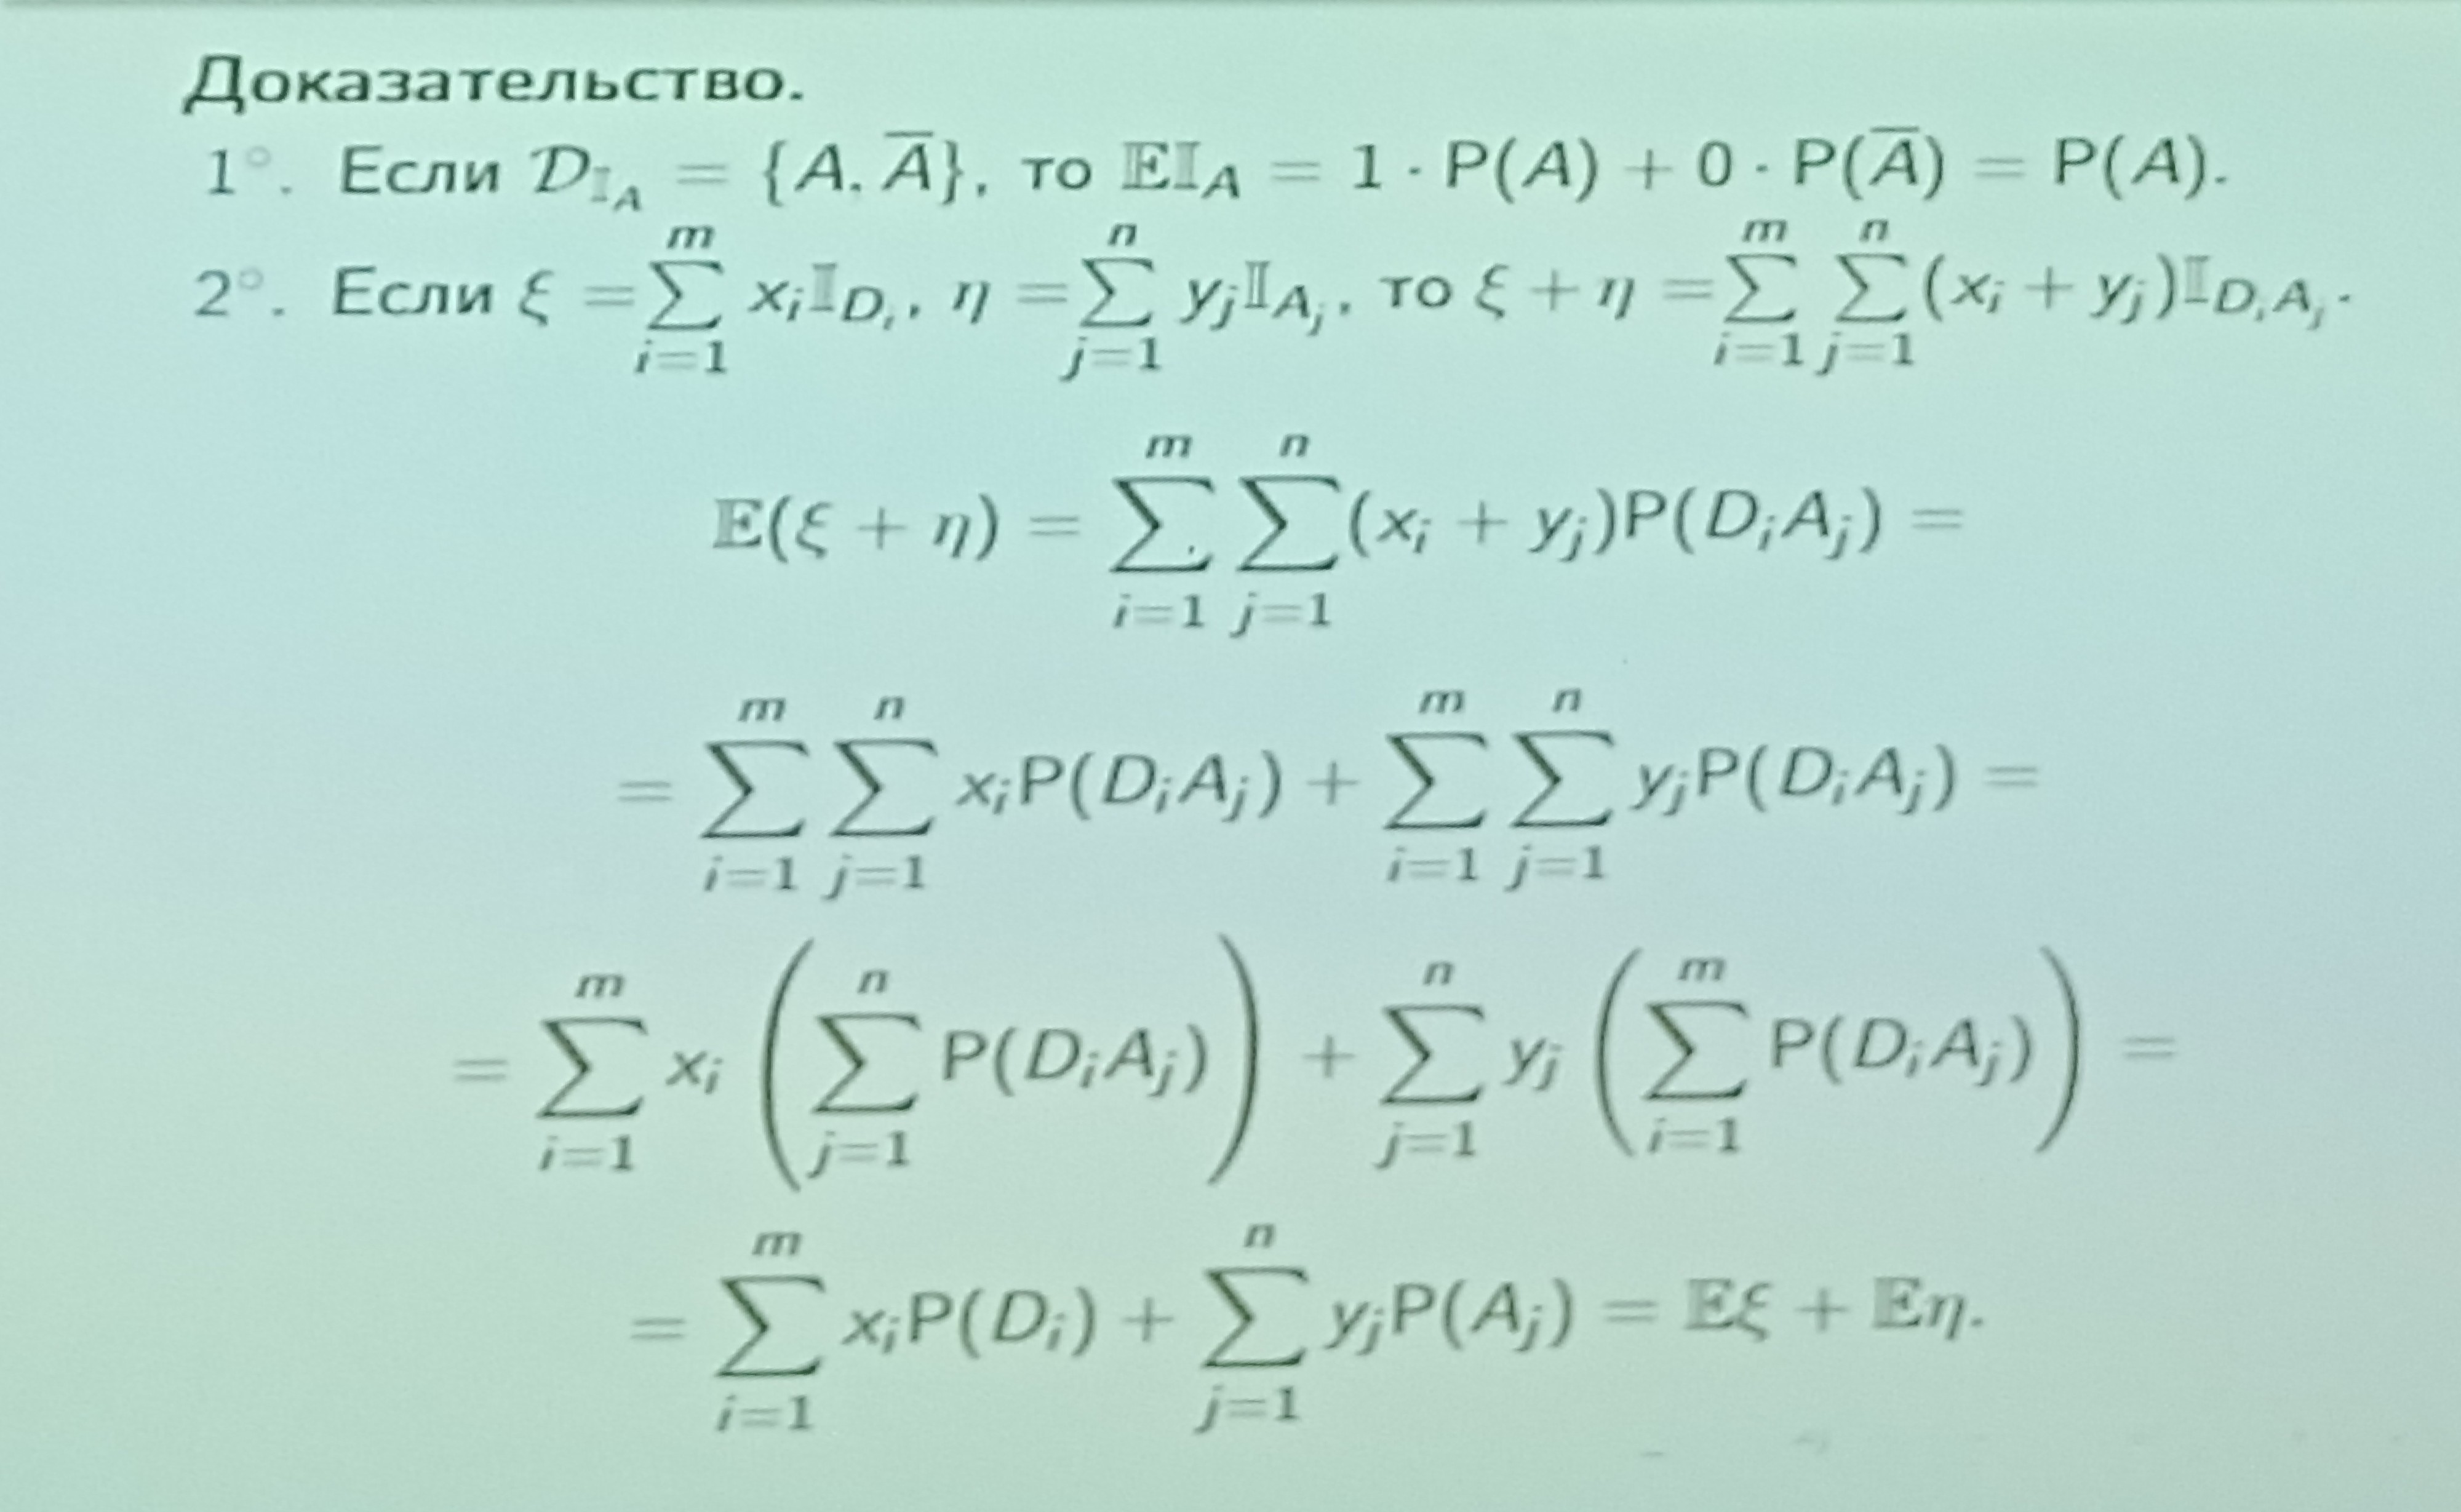 Доказательство.
1°. Если $\mathcal{D}_{\mathbb{I}_A} = \{A, \overline{A}\}$, то $\mathbb{E}\mathbb{I}_A = 1 \cdot \mathsf{P}(A) + 0 \cdot \mathsf{P}(\overline{A}) = \mathsf{P}(A)$.
2°. Если $\xi = \sum_{i=1}^{m} x_i \mathbb{I}_{D_i}$, $\eta = \sum_{j=1}^{n} y_j \mathbb{I}_{A_j}$, то $\xi + \eta = \sum_{i=1}^{m} \sum_{j=1}^{n} (x_i + y_j) \mathbb{I}_{D_i A_j}$.
$\mathbb{E}(\xi + \eta) = \sum_{i=1}^{m} \sum_{j=1}^{n} (x_i + y_j) \mathsf{P}(D_i A_j) =$
$= \sum_{i=1}^{m} \sum_{j=1}^{n} x_i \mathsf{P}(D_i A_j) + \sum_{i=1}^{m} \sum_{j=1}^{n} y_j \mathsf{P}(D_i A_j) =$
$= \sum_{i=1}^{m} x_i \left( \sum_{j=1}^{n} \mathsf{P}(D_i A_j) \right) + \sum_{j=1}^{n} y_j \left( \sum_{i=1}^{m} \mathsf{P}(D_i A_j) \right) =$
$= \sum_{i=1}^{m} x_i \mathsf{P}(D_i) + \sum_{j=1}^{n} y_j \mathsf{P}(A_j) = \mathbb{E}\xi + \mathbb{E}\eta.$